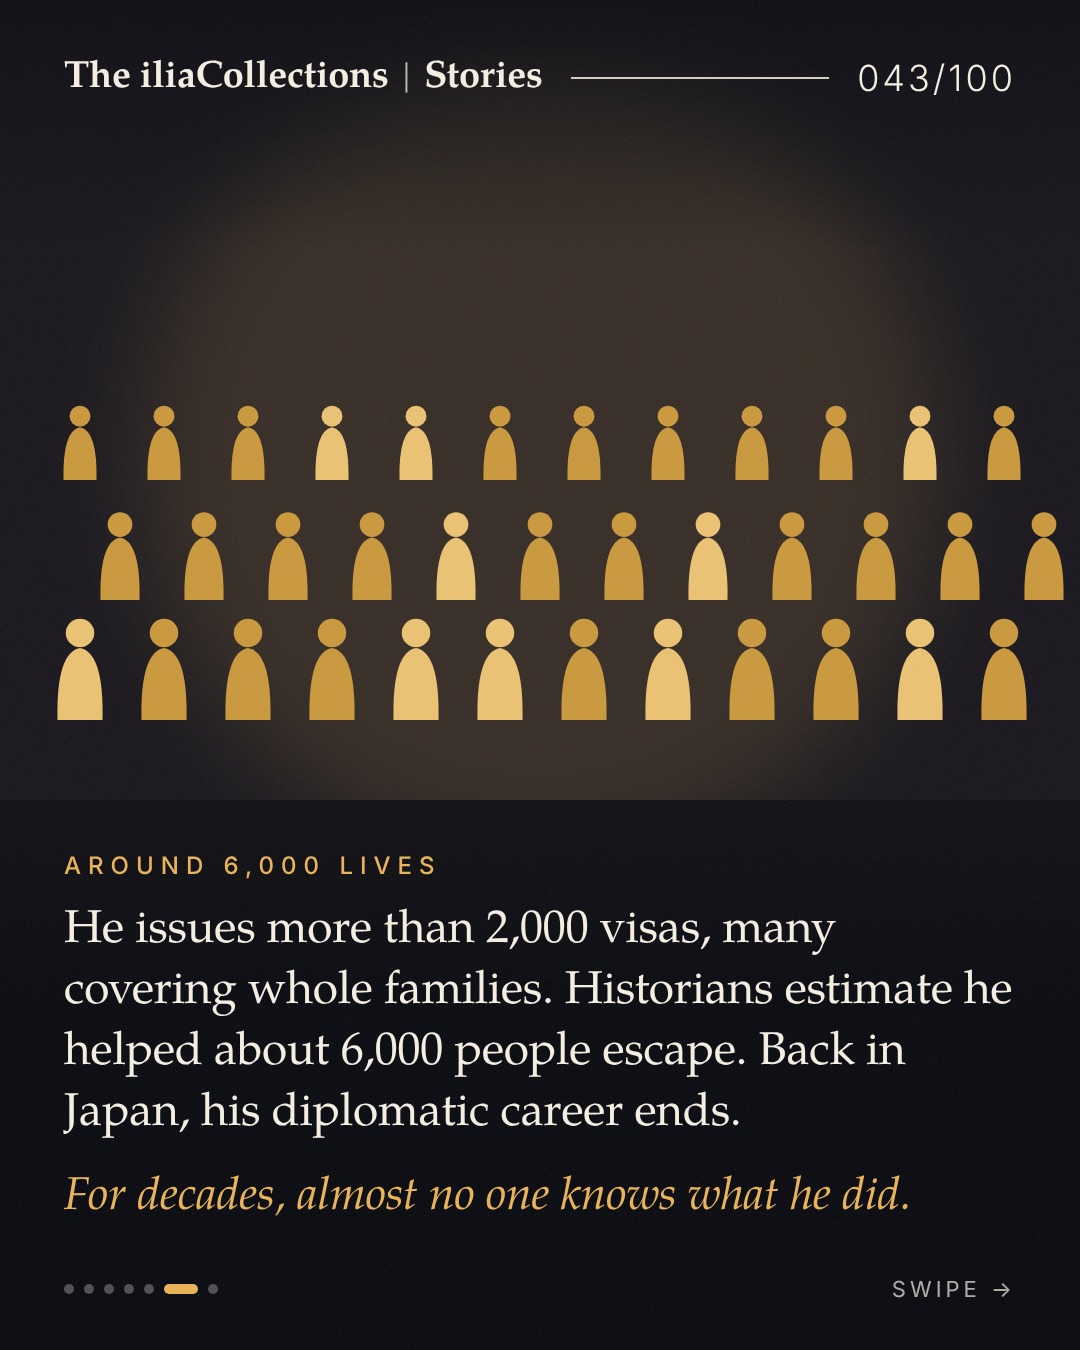 The iliaCollections | Stories 043/100
AROUND 6,000 LIVES
He issues more than 2,000 visas, many
covering whole families. Historians estimate he
helped about 6,000 people escape. Back in
Japan, his diplomatic career ends.
For decades, almost no one knows what he did.
SWIPE →